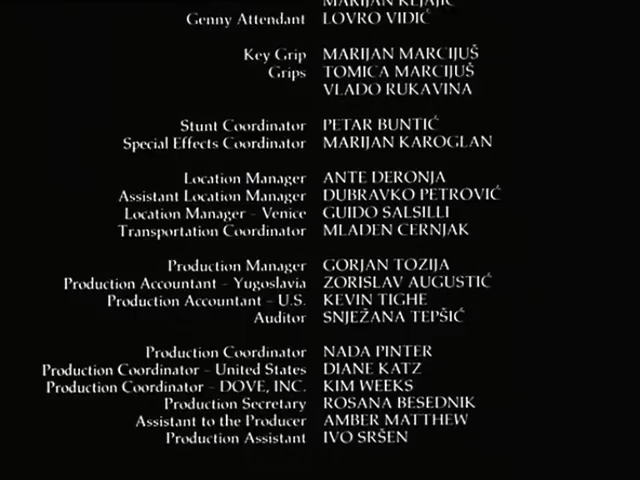 MARIJAN KLJAJIĆ
Genny Attendant LOVRO VIDIĆ
Key Grip MARIJAN MARCIJUŠ
Grips TOMICA MARCIJUŠ
VLADO RUKAVINA
Stunt Coordinator PETAR BUNTIĆ
Special Effects Coordinator MARIJAN KAROGLAN
Location Manager ANTE DERONJA
Assistant Location Manager DUBRAVKO PETROVIĆ
Location Manager - Venice GUIDO SALSILLI
Transportation Coordinator MLADEN CERNJAK
Production Manager GORJAN TOZIJA
Production Accountant - Yugoslavia ZORISLAV AUGUSTIĆ
Production Accountant - U.S. KEVIN TIGHE
Auditor SNJEŽANA TEPŠIĆ
Production Coordinator NADA PINTER
Production Coordinator - United States DIANE KATZ
Production Coordinator - DOVE, INC. KIM WEEKS
Production Secretary ROSANA BESEDNIK
Assistant to the Producer AMBER MATTHEW
Production Assistant IVO SRŠEN